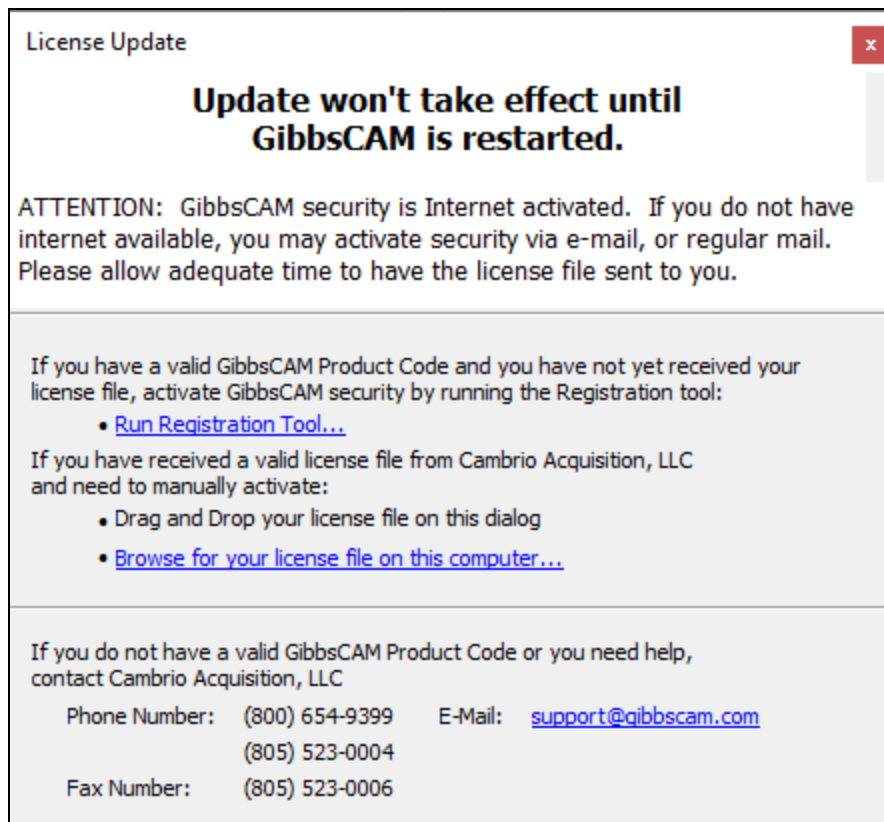 License Update
x
Update won't take effect until
GibbsCAM is restarted.
ATTENTION:  GibbsCAM security is Internet activated.  If you do not have
internet available, you may activate security via e-mail, or regular mail.
Please allow adequate time to have the license file sent to you.
If you have a valid GibbsCAM Product Code and you have not yet received your
license file, activate GibbsCAM security by running the Registration tool:
• Run Registration Tool...
If you have received a valid license file from Cambrio Acquisition, LLC
and need to manually activate:
• Drag and Drop your license file on this dialog
• Browse for your license file on this computer...
If you do not have a valid GibbsCAM Product Code or you need help,
contact Cambrio Acquisition, LLC
Phone Number: (800) 654-9399 E-Mail: support@gibbscam.com
(805) 523-0004
Fax Number: (805) 523-0006